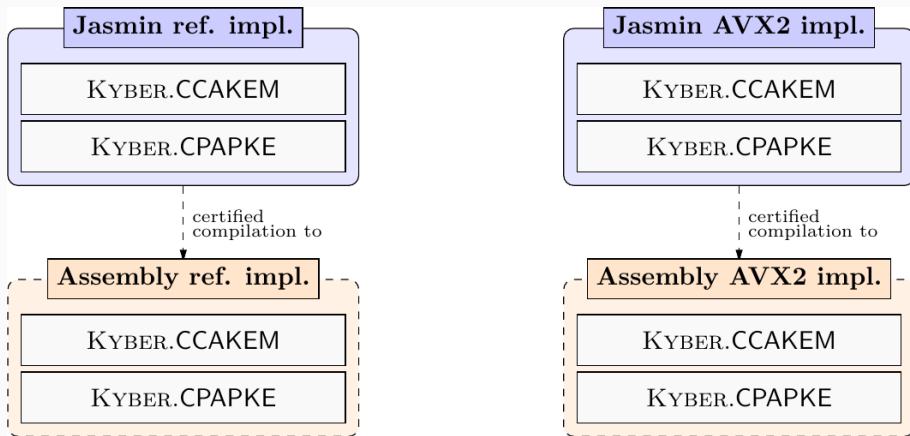 Jasmin ref. impl.
KYBER.CCAKEM
KYBER.CPAPKE
certified
compilation to
Assembly ref. impl.
KYBER.CCAKEM
KYBER.CPAPKE
Jasmin AVX2 impl.
KYBER.CCAKEM
KYBER.CPAPKE
certified
compilation to
Assembly AVX2 impl.
KYBER.CCAKEM
KYBER.CPAPKE